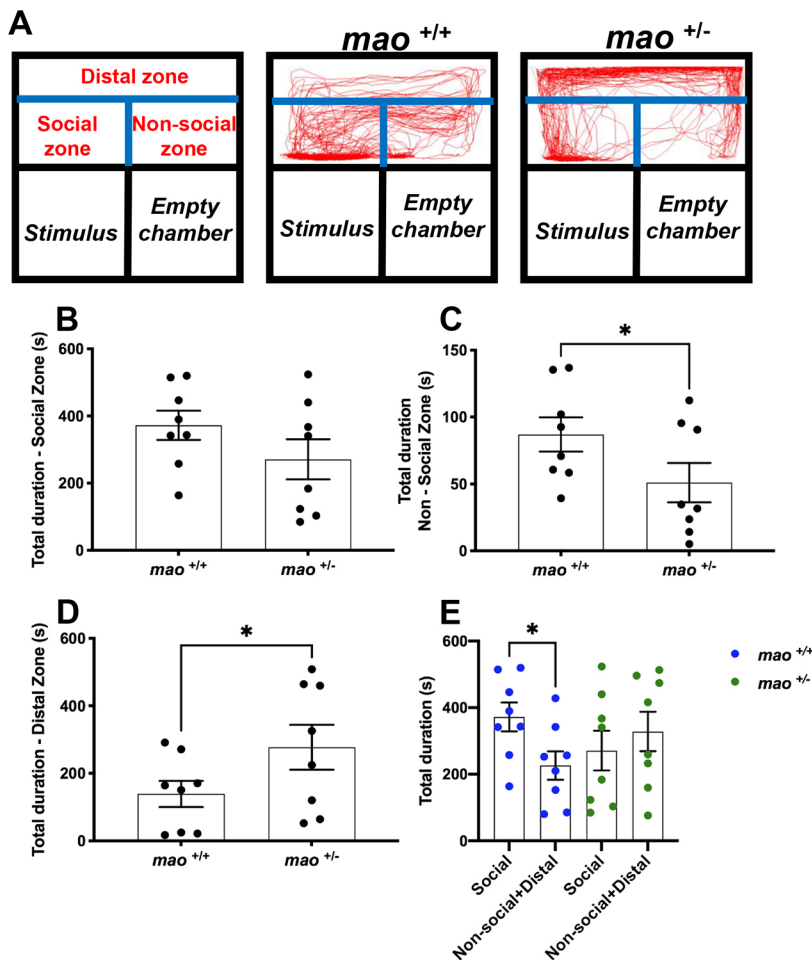 A
Distal zone
Social
zone
Non-social
zone
Stimulus
Empty
chamber
mao +/+
Stimulus
Empty
chamber
mao +/-
Stimulus
Empty
chamber
B
Total duration - Social Zone (s)
600
400
200
0
mao +/+
mao +/-
C
Total duration
Non - Social Zone (s)
150
100
50
0
*
mao +/+
mao +/-
D
Total duration - Distal Zone (s)
600
400
200
0
*
mao +/+
mao +/-
E
Total duration (s)
600
400
200
0
*
Social
Non-social+Distal
Social
Non-social+Distal
mao +/+
mao +/-